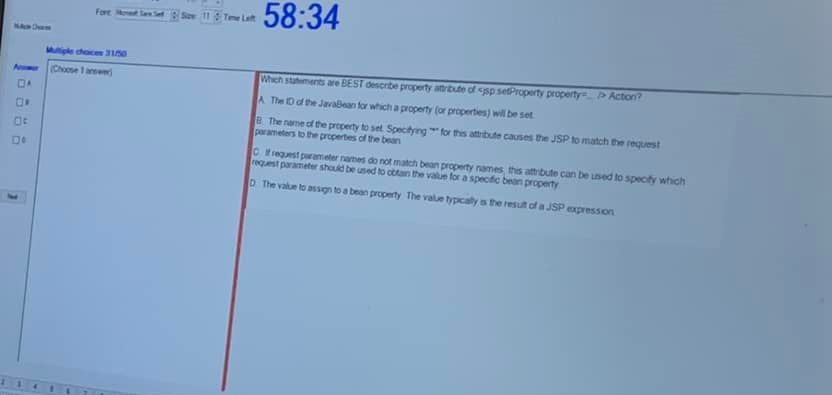 Font: Microsoft Sans Serif Size: 11 Time Left: 58:34
Multiple Choices
Multiple choices 31/50
Answer (Choose 1 answer)
A
B
C
D
Next
Which statements are BEST describe property attribute of <jsp:setProperty property=... /> Action?
A. The ID of the JavaBean for which a property (or properties) will be set.
B. The name of the property to set. Specifying "*" for this attribute causes the JSP to match the request
parameters to the properties of the bean
C. If request parameter names do not match bean property names, this attribute can be used to specify which
request parameter should be used to obtain the value for a specific bean property.
D. The value to assign to a bean property. The value typically is the result of a JSP expression.
2 3 4 5 6 7